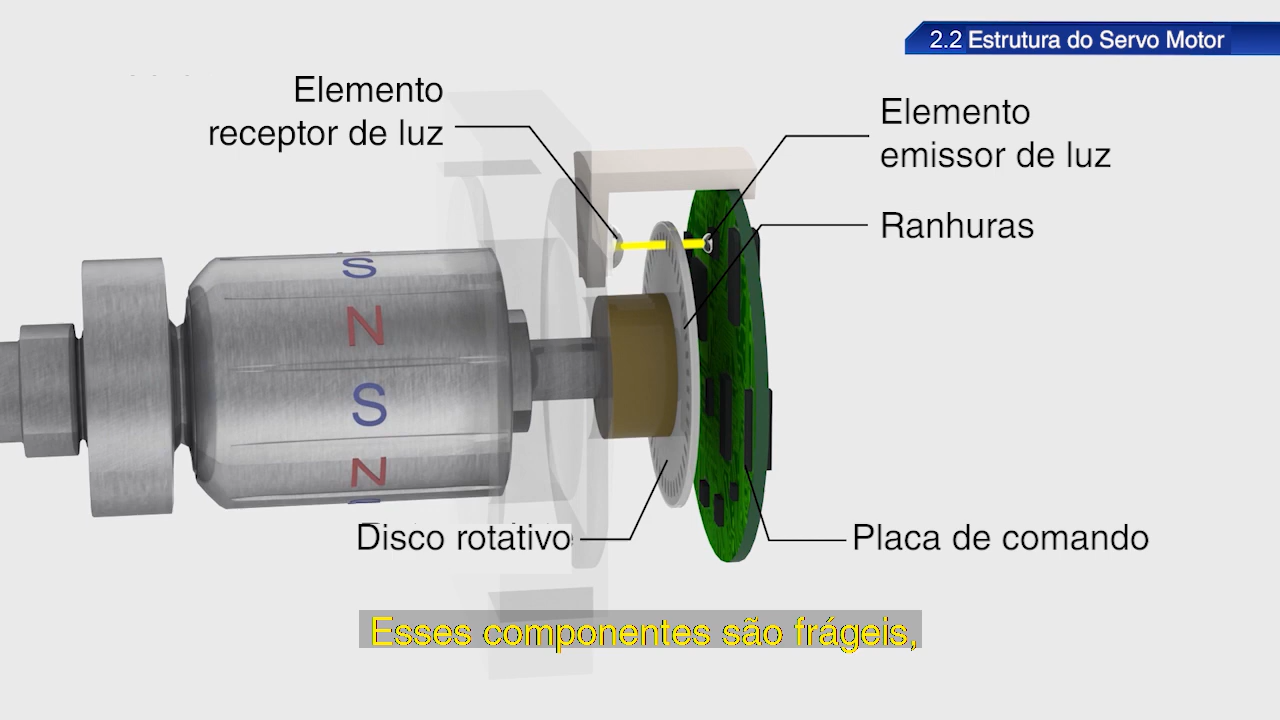 2.2 Estrutura do Servo Motor
Elemento
receptor de luz
Elemento
emissor de luz
Ranhuras
S
N
S
N
Disco rotativo
Placa de comando
Esses componentes são frágeis,